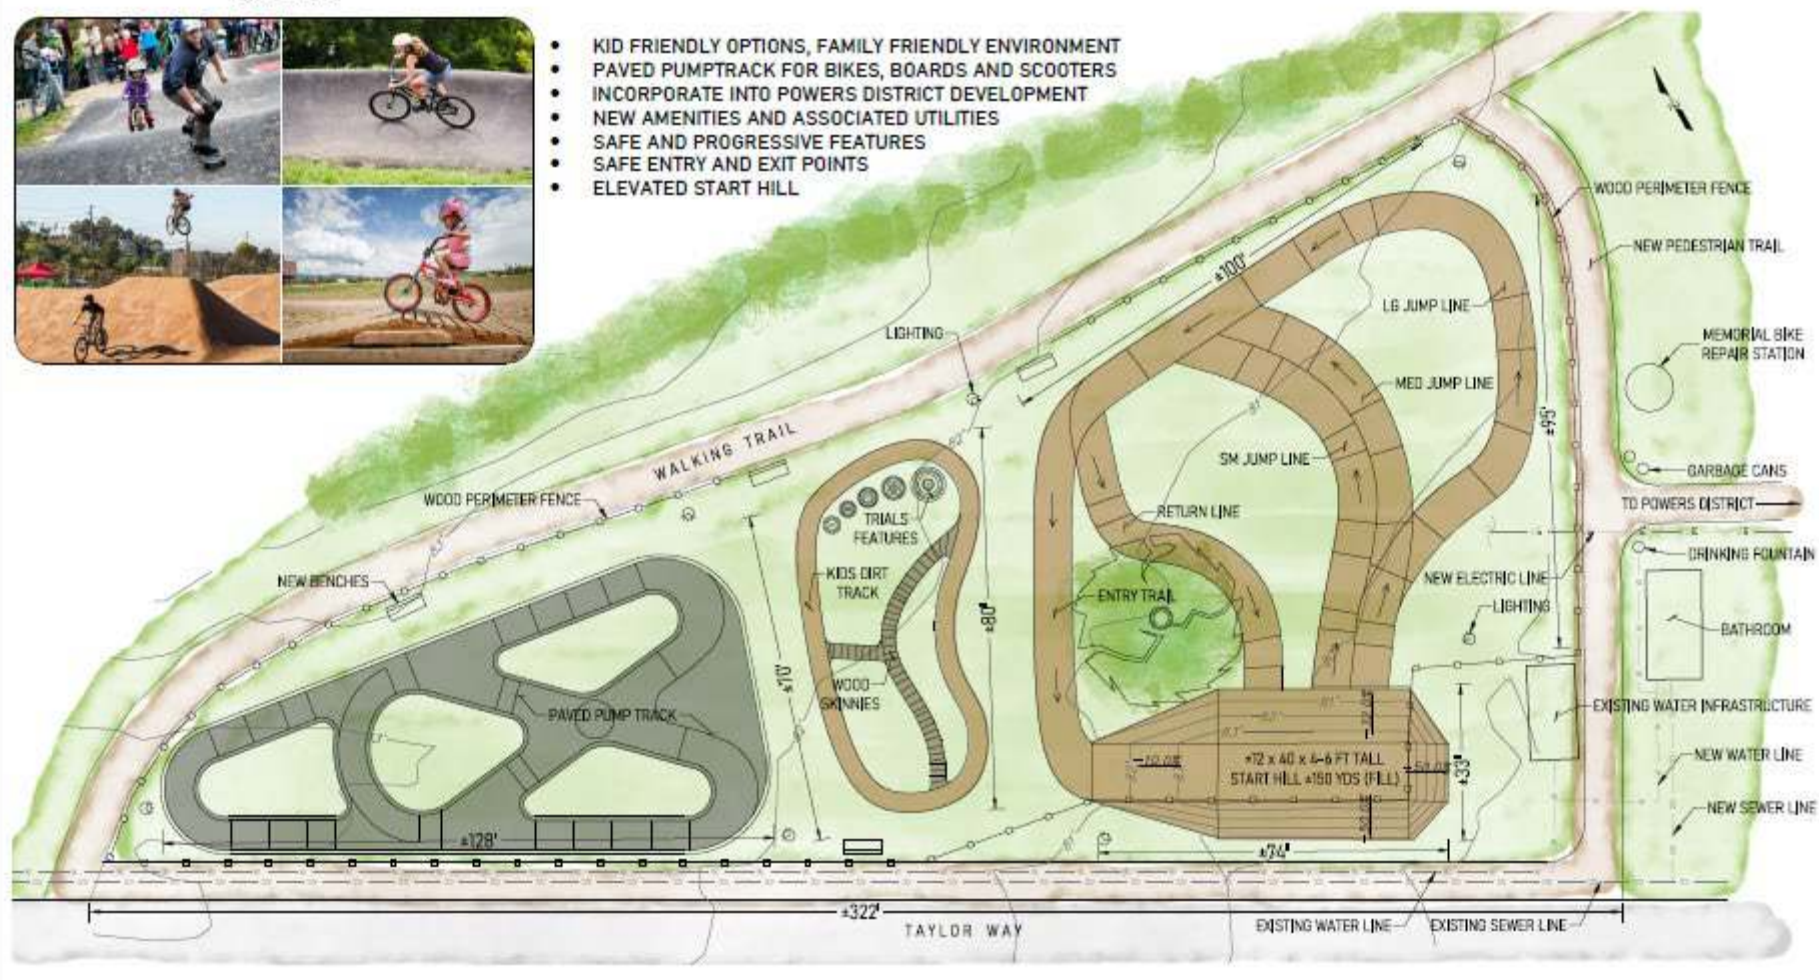 KID FRIENDLY OPTIONS, FAMILY FRIENDLY ENVIRONMENT
PAVED PUMPTRACK FOR BIKES, BOARDS AND SCOOTERS
INCORPORATE INTO POWERS DISTRICT DEVELOPMENT
NEW AMENITIES AND ASSOCIATED UTILITIES
SAFE AND PROGRESSIVE FEATURES
SAFE ENTRY AND EXIT POINTS
ELEVATED START HILL
WOOD PERIMETER FENCE
NEW PEDESTRIAN TRAIL
±100'
LG JUMP LINE
LIGHTING
MEMORIAL BIKE
REPAIR STATION
MED JUMP LINE
±95'
81'
82'
WALKING TRAIL
SM JUMP LINE
GARBAGE CANS
WOOD PERIMETER FENCE
TO POWERS DISTRICT
RETURN LINE
TRIALS
FEATURES
DRINKING FOUNTAIN
NEW BENCHES
KIDS DIRT
TRACK
NEW ELECTRIC LINE
ENTRY TRAIL
LIGHTING
±80'
BATHROOM
±70'
WOOD
SKINNIES
PAVED PUMP TRACK
EXISTING WATER INFRASTRUCTURE
±72 x 40 x 4-6 FT TALL
START HILL ±150 YDS (FILL)
±33'
NEW WATER LINE
NEW SEWER LINE
±128'
±74'
±322'
TAYLOR WAY
EXISTING WATER LINE
EXISTING SEWER LINE